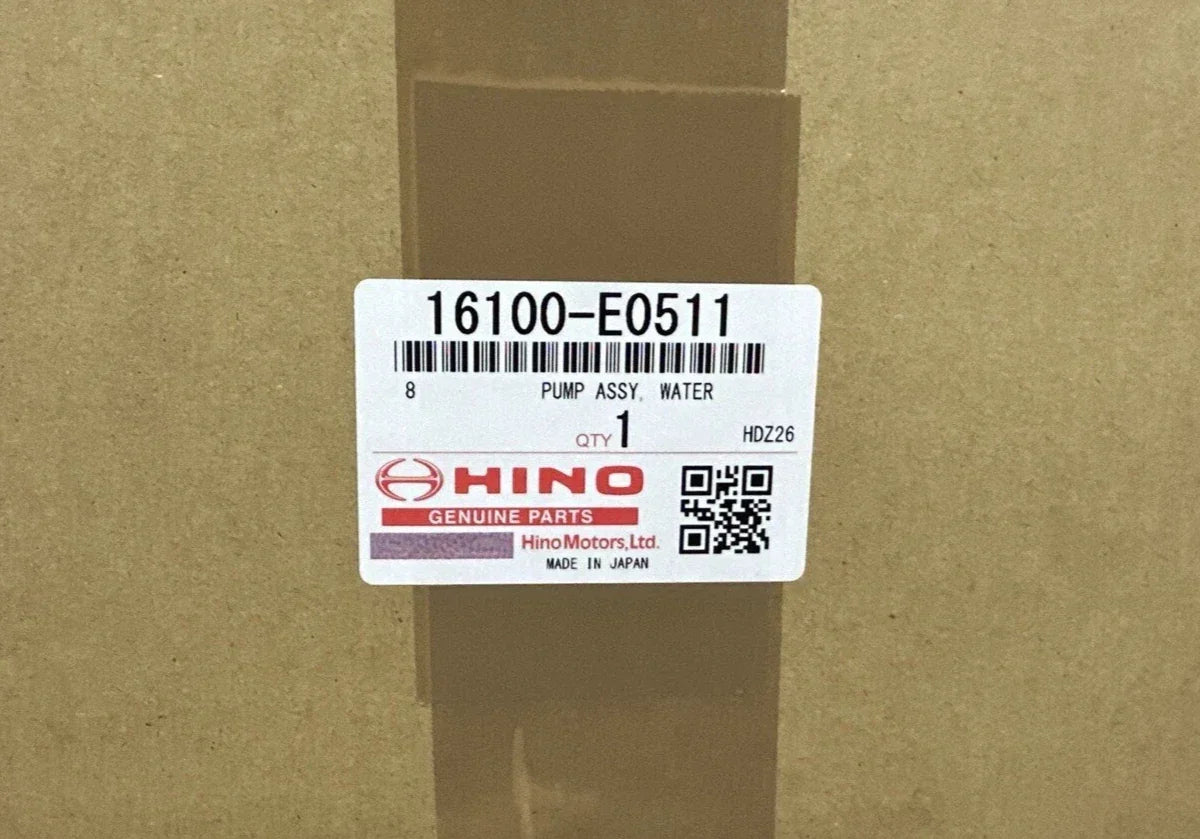 16100-E0511
8 PUMP ASSY, WATER
QTY 1 HDZ26
HINO
GENUINE PARTS
Hino Motors, Ltd.
MADE IN JAPAN